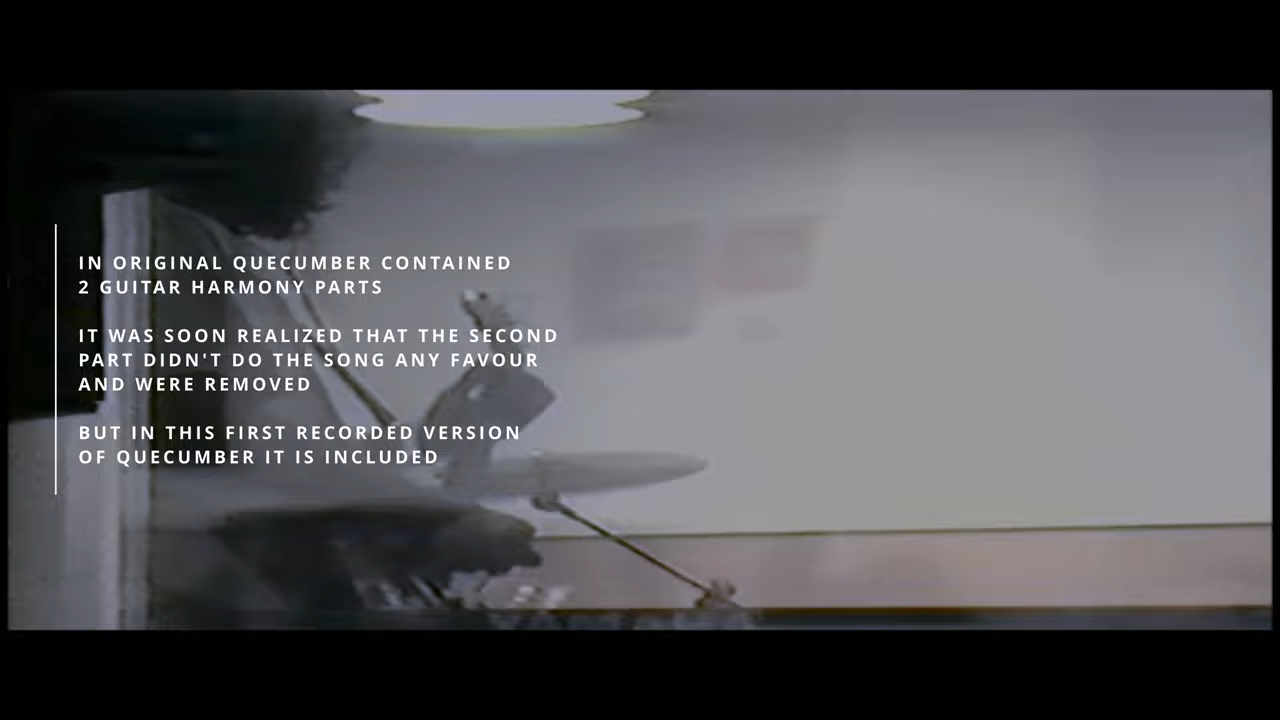 IN ORIGINAL QUECUMBER CONTAINED
2 GUITAR HARMONY PARTS
IT WAS SOON REALIZED THAT THE SECOND
PART DIDN'T DO THE SONG ANY FAVOUR
AND WERE REMOVED
BUT IN THIS FIRST RECORDED VERSION
OF QUECUMBER IT IS INCLUDED